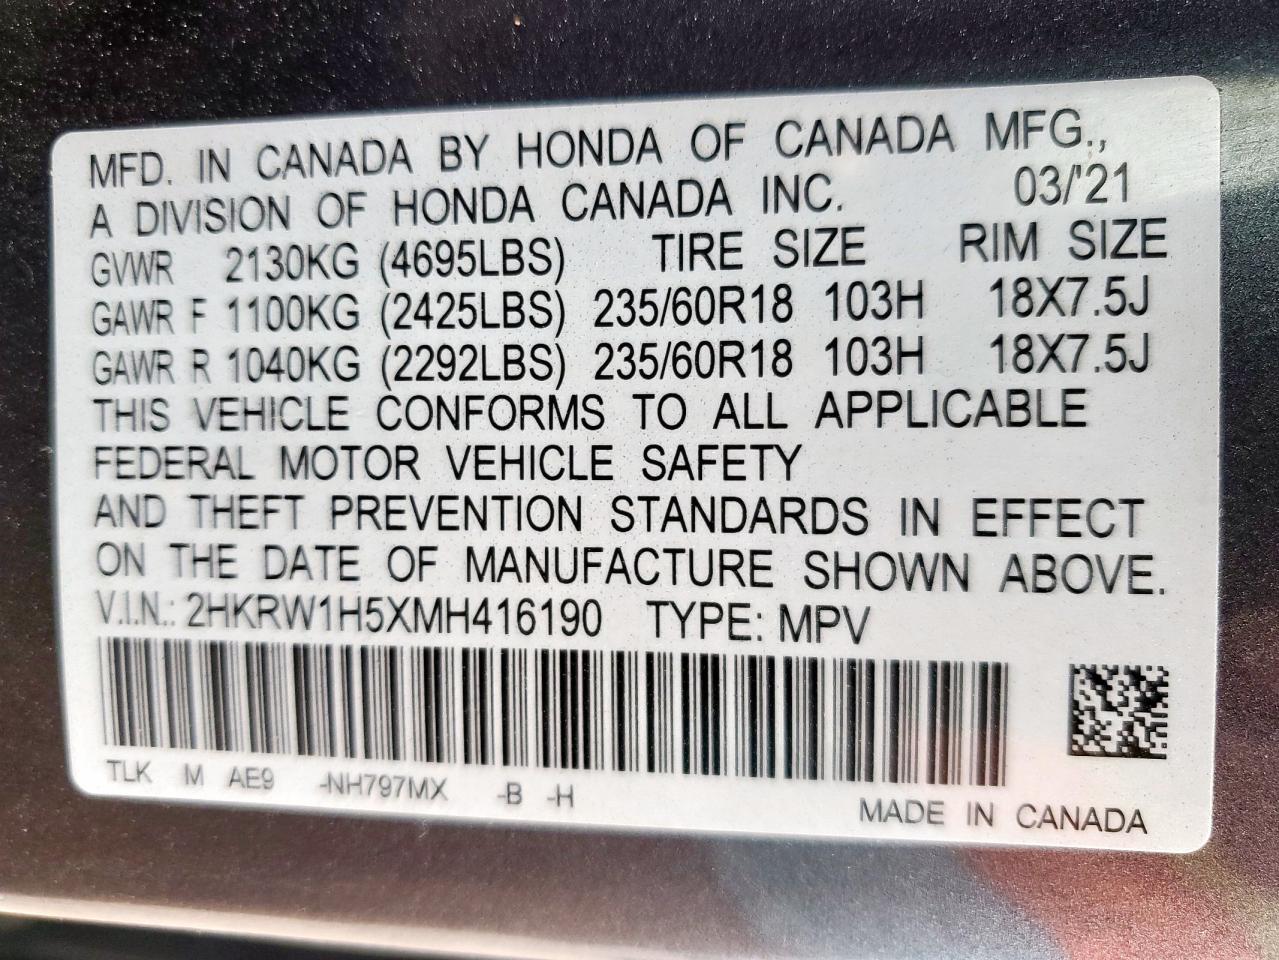 MFD. IN CANADA BY HONDA OF CANADA MFG.,
A DIVISION OF HONDA CANADA INC. 03/'21
GVWR 2130KG (4695LBS) TIRE SIZE RIM SIZE
GAWR F 1100KG (2425LBS) 235/60R18 103H 18X7.5J
GAWR R 1040KG (2292LBS) 235/60R18 103H 18X7.5J
THIS VEHICLE CONFORMS TO ALL APPLICABLE
FEDERAL MOTOR VEHICLE SAFETY
AND THEFT PREVENTION STANDARDS IN EFFECT
ON THE DATE OF MANUFACTURE SHOWN ABOVE.
V.I.N.: 2HKRW1H5XMH416190 TYPE: MPV
TLK M AE9 -NH797MX -B -H
MADE IN CANADA